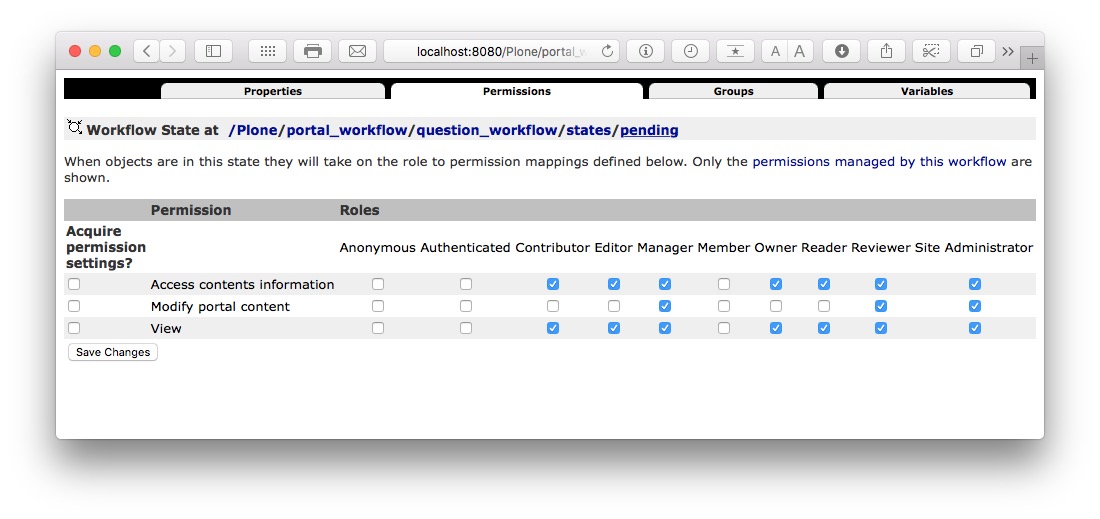 localhost:8080/Plone/portal_w
A A
Properties Permissions Groups Variables
Workflow State at /Plone/portal_workflow/question_workflow/states/pending
When objects are in this state they will take on the role to permission mappings defined below. Only the permissions managed by this workflow are
shown.
Permission Roles
Acquire
permission
settings?
Anonymous Authenticated Contributor Editor Manager Member Owner Reader Reviewer Site Administrator
Access contents information
Modify portal content
View
Save Changes